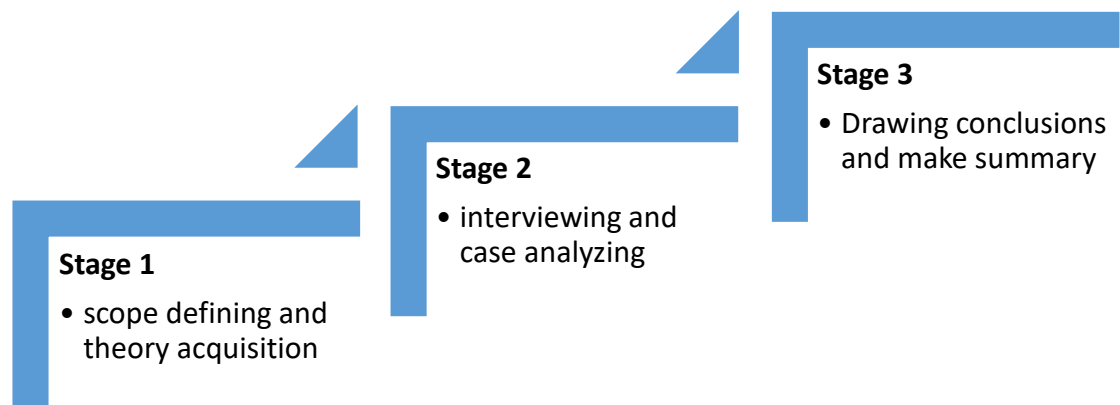 Stage 1
• scope defining and
theory acquisition
Stage 2
• interviewing and
case analyzing
Stage 3
• Drawing conclusions
and make summary